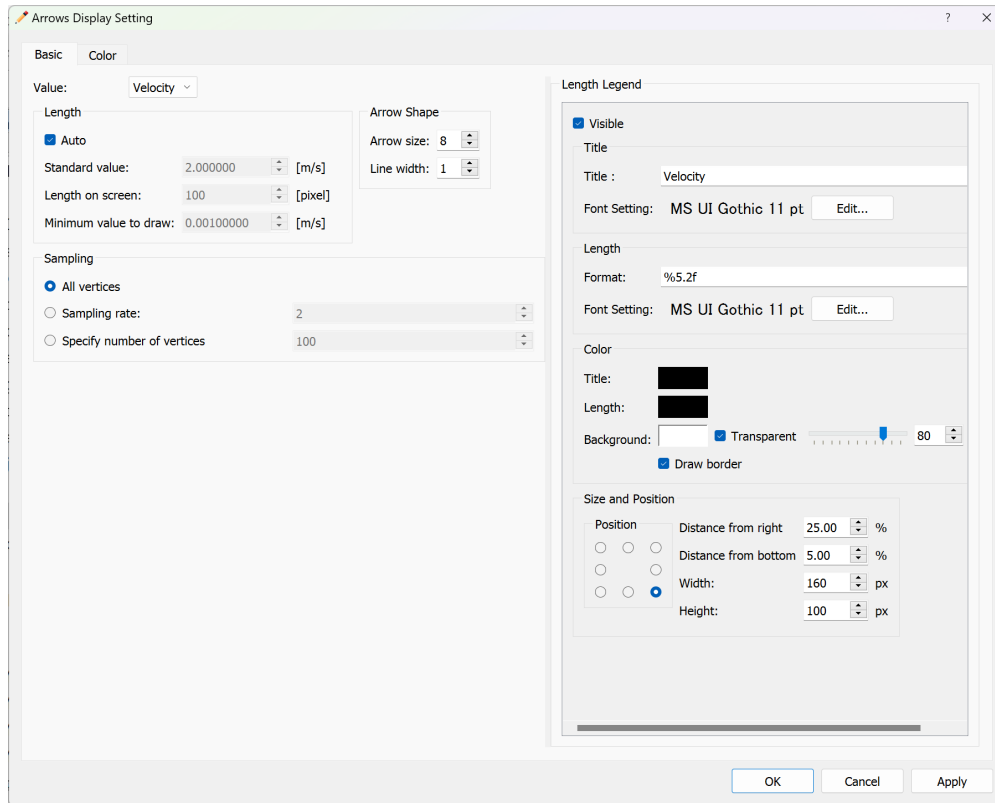 Arrows Display Setting
?
Basic
Color
Value:
Velocity
Length
Auto
Standard value:
2.000000
[m/s]
Length on screen:
100
[pixel]
Minimum value to draw:
0.00100000
[m/s]
Arrow Shape
Arrow size:
8
Line width:
1
Sampling
All vertices
Sampling rate:
2
Specify number of vertices
100
Length Legend
Visible
Title
Title :
Velocity
Font Setting:
MS UI Gothic 11 pt
Edit...
Length
Format:
%5.2f
Font Setting:
MS UI Gothic 11 pt
Edit...
Color
Title:
Length:
Background:
Transparent
80
Draw border
Size and Position
Position
Distance from right
25.00
%
Distance from bottom
5.00
%
Width:
160
px
Height:
100
px
OK
Cancel
Apply